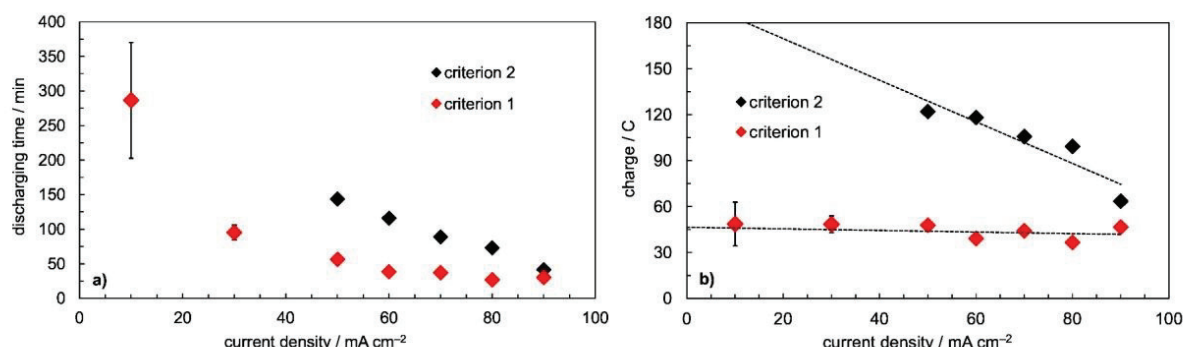 400
350
300
250
200
150
100
50
0
discharging time / min
criterion 2
criterion 1
a)
0 20 40 60 80 100
current density / mA cm⁻²
180
150
120
90
60
30
0
charge / C
criterion 2
criterion 1
b)
0 20 40 60 80 100
current density / mA cm⁻²